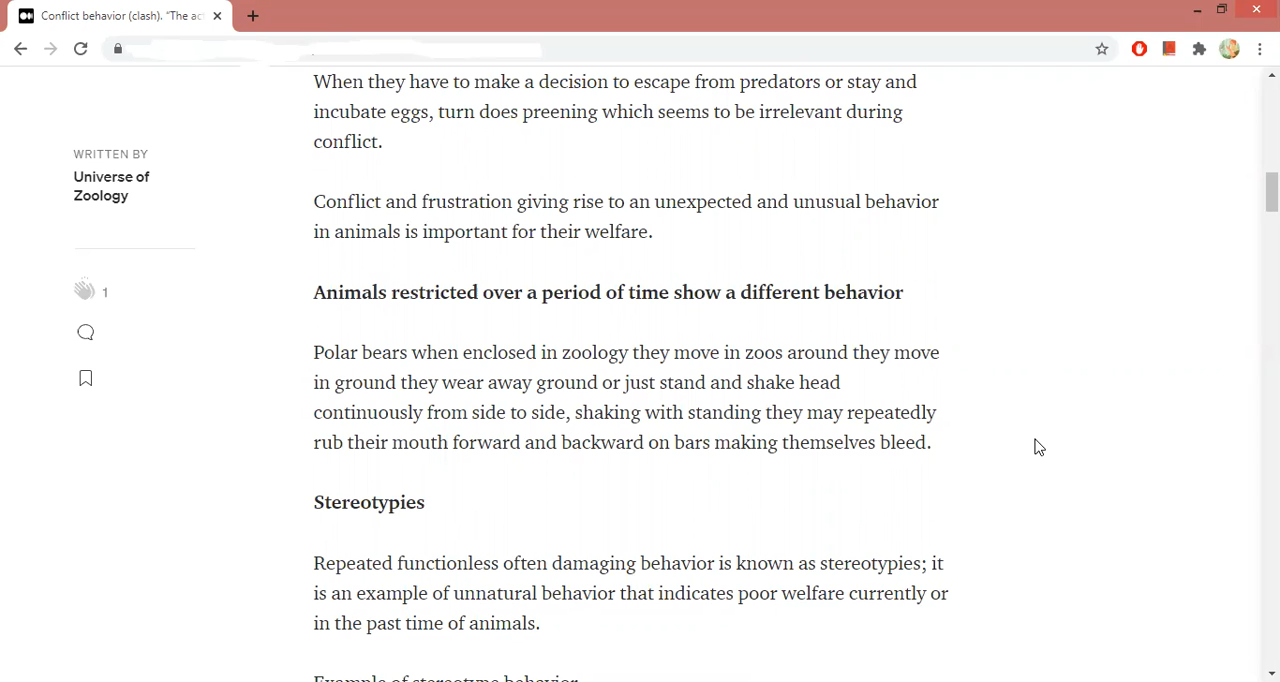 Conflict behavior (clash). "The ac
When they have to make a decision to escape from predators or stay and
incubate eggs, turn does preening which seems to be irrelevant during
conflict.
WRITTEN BY
Universe of
Zoology
Conflict and frustration giving rise to an unexpected and unusual behavior
in animals is important for their welfare.
1
Animals restricted over a period of time show a different behavior
Polar bears when enclosed in zoology they move in zoos around they move
in ground they wear away ground or just stand and shake head
continuously from side to side, shaking with standing they may repeatedly
rub their mouth forward and backward on bars making themselves bleed.
Stereotypies
Repeated functionless often damaging behavior is known as stereotypies; it
is an example of unnatural behavior that indicates poor welfare currently or
in the past time of animals.
Example of stereotype behavior